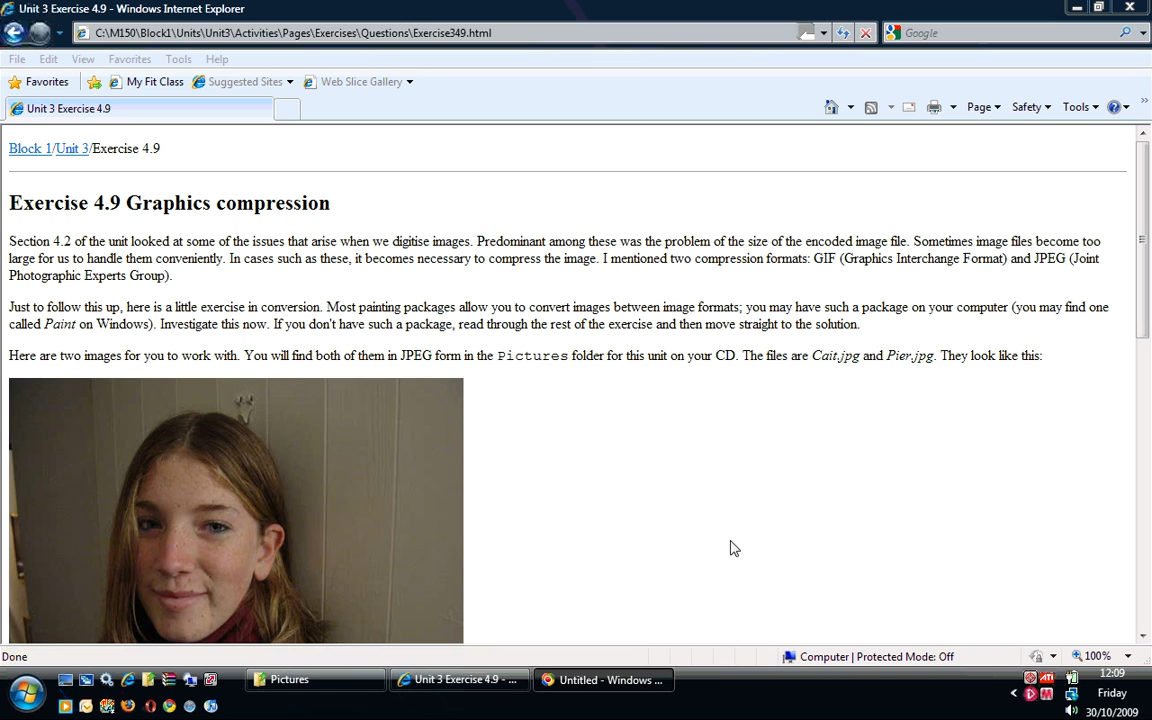 Unit 3 Exercise 4.9 - Windows Internet Explorer
C:\M150\Block1\Units\Unit3\Activities\Pages\Exercises\Questions\Exercise349.html
Google
File Edit View Favorites Tools Help
Favorites My Fit Class Suggested Sites Web Slice Gallery
Unit 3 Exercise 4.9
Page Safety Tools
Block 1/Unit 3/Exercise 4.9
Exercise 4.9 Graphics compression
Section 4.2 of the unit looked at some of the issues that arise when we digitise images. Predominant among these was the problem of the size of the encoded image file. Sometimes image files become too
large for us to handle them conveniently. In cases such as these, it becomes necessary to compress the image. I mentioned two compression formats: GIF (Graphics Interchange Format) and JPEG (Joint
Photographic Experts Group).
Just to follow this up, here is a little exercise in conversion. Most painting packages allow you to convert images between image formats; you may have such a package on your computer (you may find one
called Paint on Windows). Investigate this now. If you don't have such a package, read through the rest of the exercise and then move straight to the solution.
Here are two images for you to work with. You will find both of them in JPEG form in the Pictures folder for this unit on your CD. The files are Cait.jpg and Pier.jpg. They look like this:
Done
Computer | Protected Mode: Off
100%
Pictures
Unit 3 Exercise 4.9 - ...
Untitled - Windows ...
12:09
Friday
30/10/2009